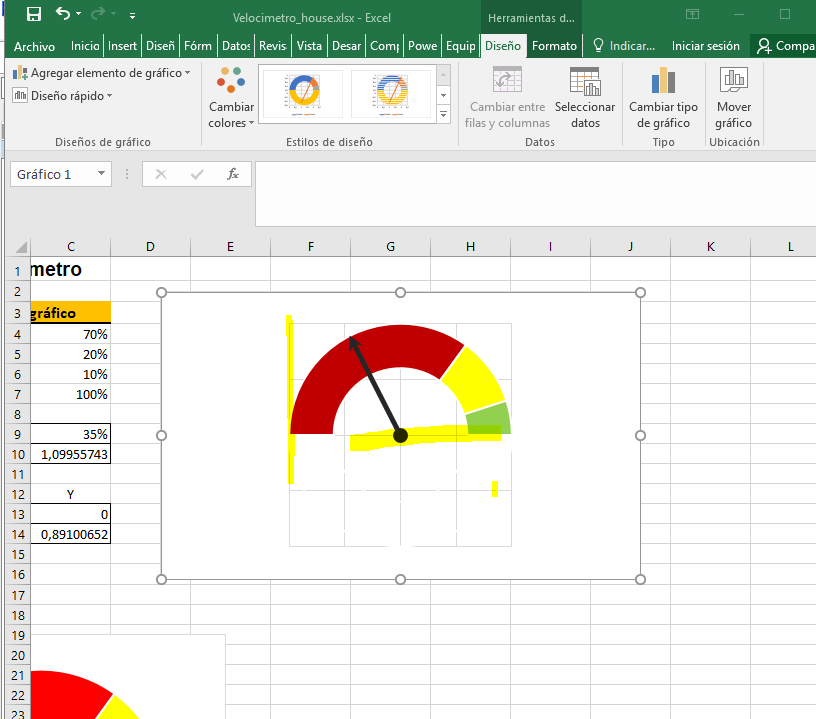 Velocimetro_house.xlsx - Excel
Herramientas d...
Archivo Inicio Insert Diseñ Fórm Datos Revis Vista Desar Comp Powe Equip Diseño Formato Indicar... Iniciar sesión Compa
Agregar elemento de gráfico
Diseño rápido
Diseños de gráfico
Cambiar
colores
Estilos de diseño
Cambiar entre
filas y columnas
Seleccionar
datos
Datos
Cambiar tipo
de gráfico
Tipo
Mover
gráfico
Ubicación
Gráfico 1
fx
C D E F G H I J K L
1 metro
2
3 gráfico
4 70%
5 20%
6 10%
7 100%
8
9 35%
10 1,09955743
11
12 Y
13 0
14 0,89100652
15
16
17
18
19
20
21
22
23